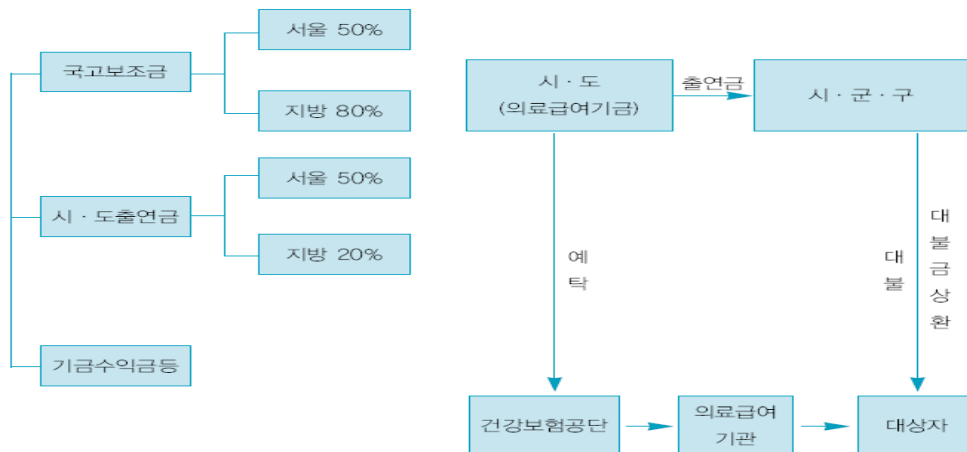 국고보조금
서울 50%
지방 80%
시 · 도출연금
서울 50%
지방 20%
기금수익금등
시 · 도
(의료급여기금)
출연금
시 · 군 · 구
예탁
대불
대불금상환
건강보험공단
의료급여
기관
대상자